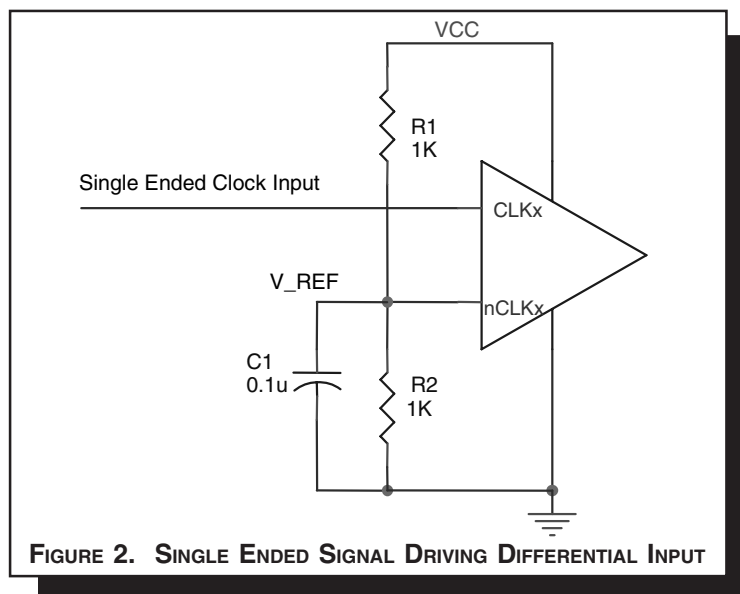 VCC
R1
1K
Single Ended Clock Input
CLKx
V_REF
nCLKx
C1
0.1u
R2
1K
FIGURE 2. SINGLE ENDED SIGNAL DRIVING DIFFERENTIAL INPUT